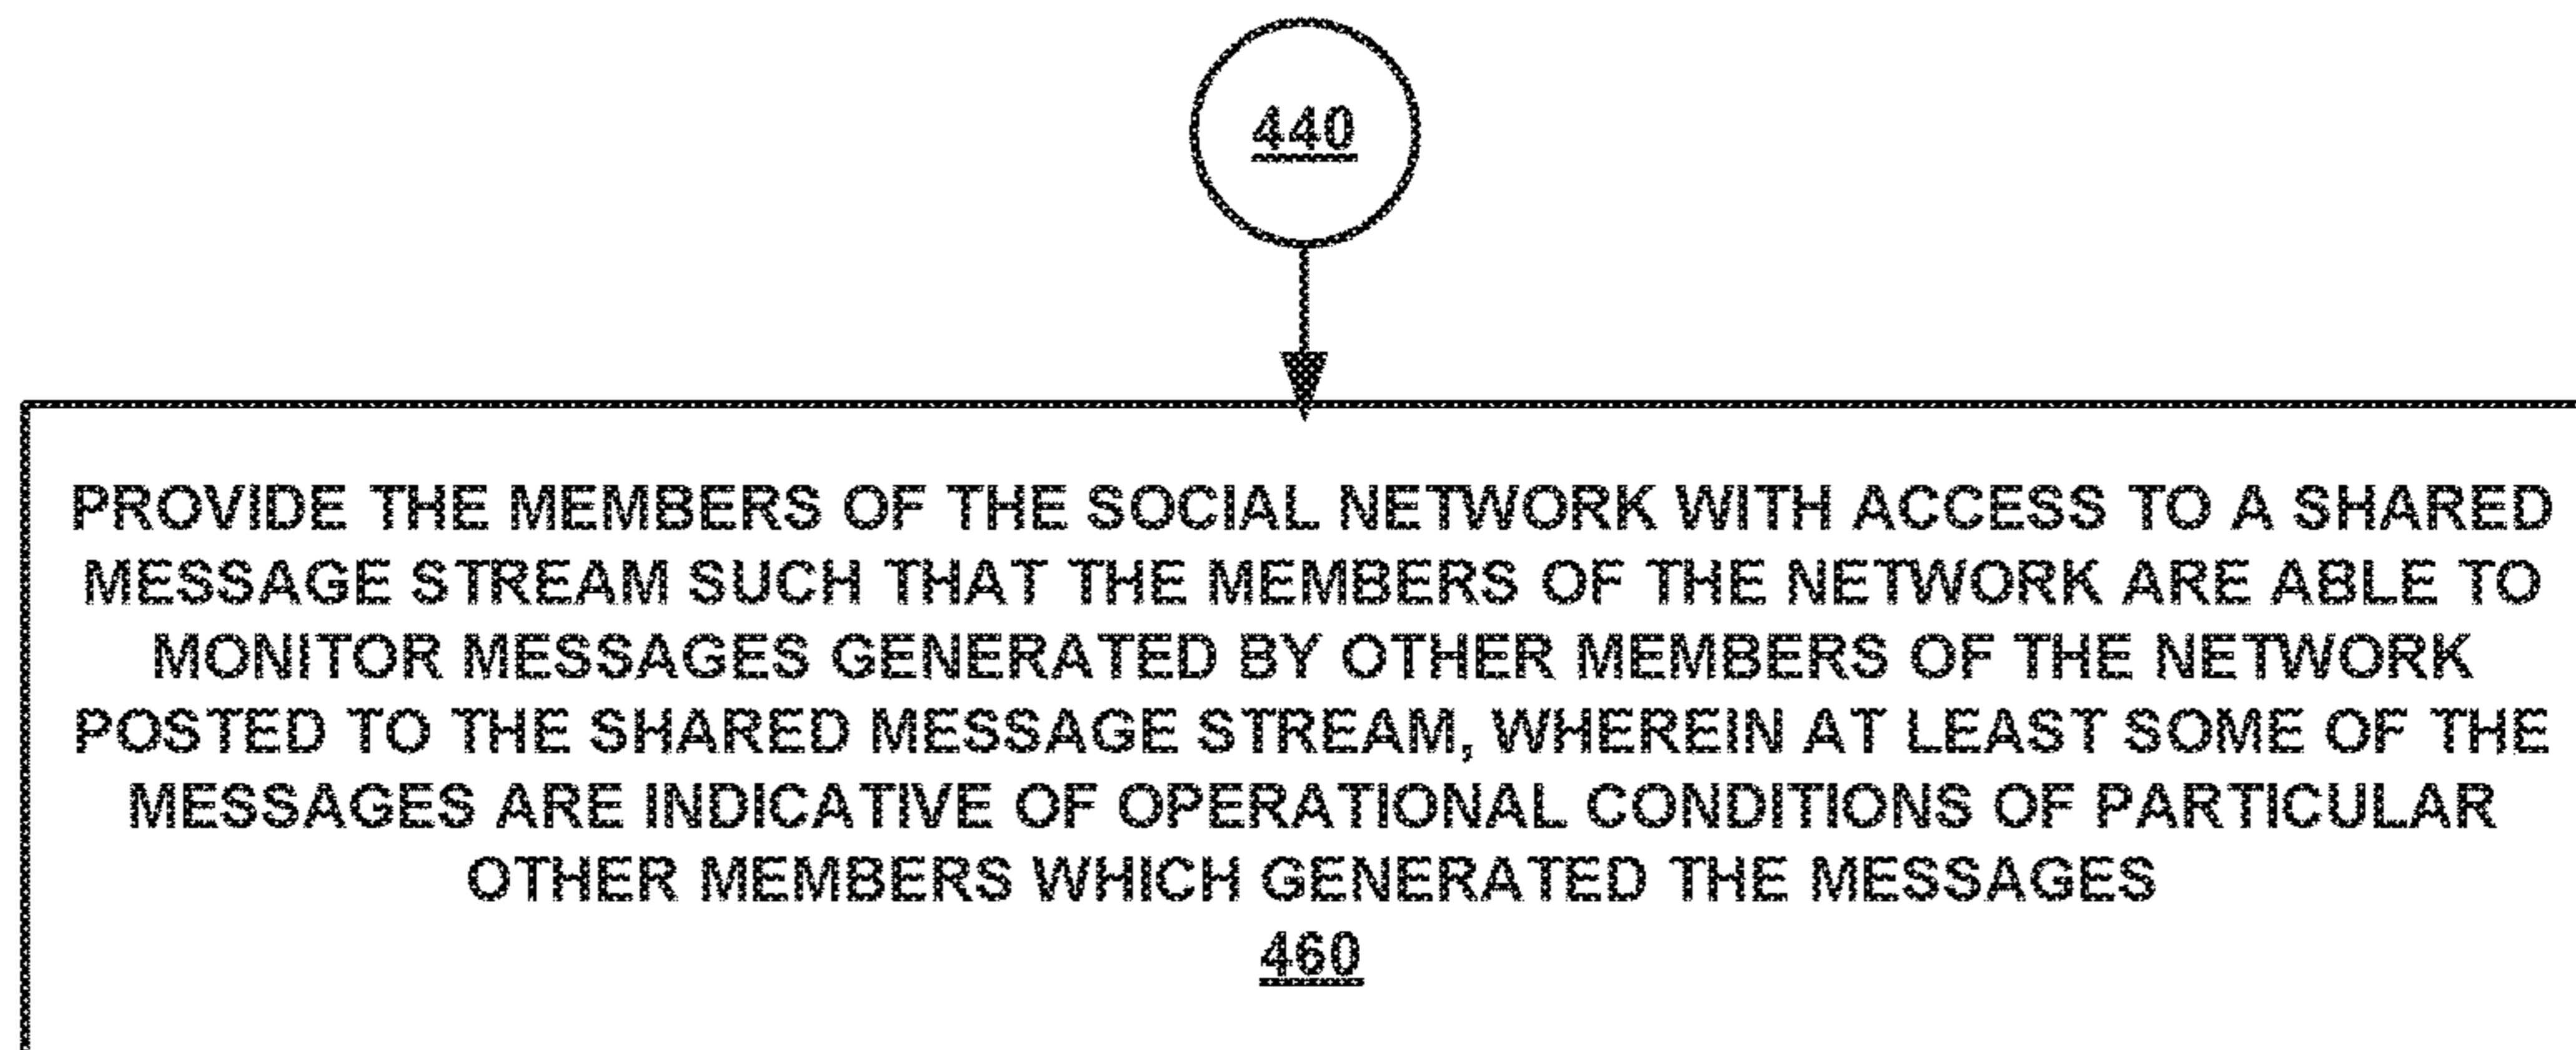 440
PROVIDE THE MEMBERS OF THE SOCIAL NETWORK WITH ACCESS TO A SHARED
MESSAGE STREAM SUCH THAT THE MEMBERS OF THE NETWORK ARE ABLE TO
MONITOR MESSAGES GENERATED BY OTHER MEMBERS OF THE NETWORK
POSTED TO THE SHARED MESSAGE STREAM, WHEREIN AT LEAST SOME OF THE
MESSAGES ARE INDICATIVE OF OPERATIONAL CONDITIONS OF PARTICULAR
OTHER MEMBERS WHICH GENERATED THE MESSAGES
460